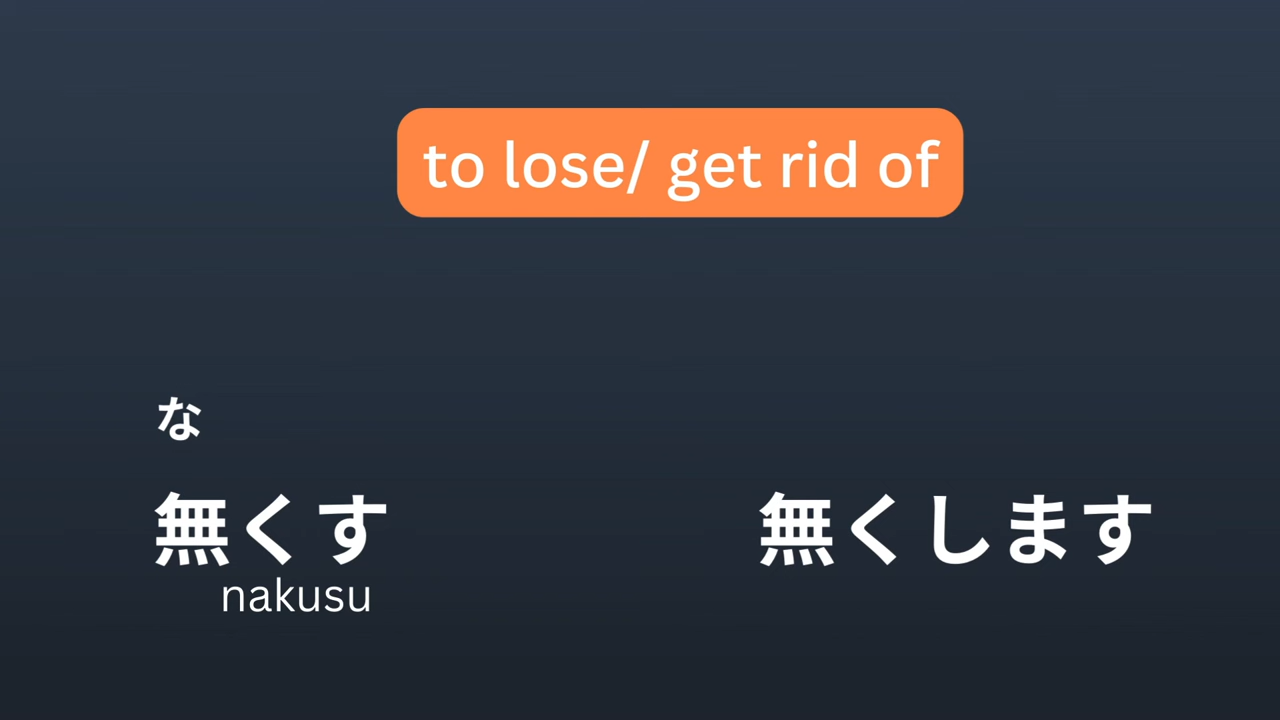 to lose/ get rid of
な
無くす
nakusu
無くします